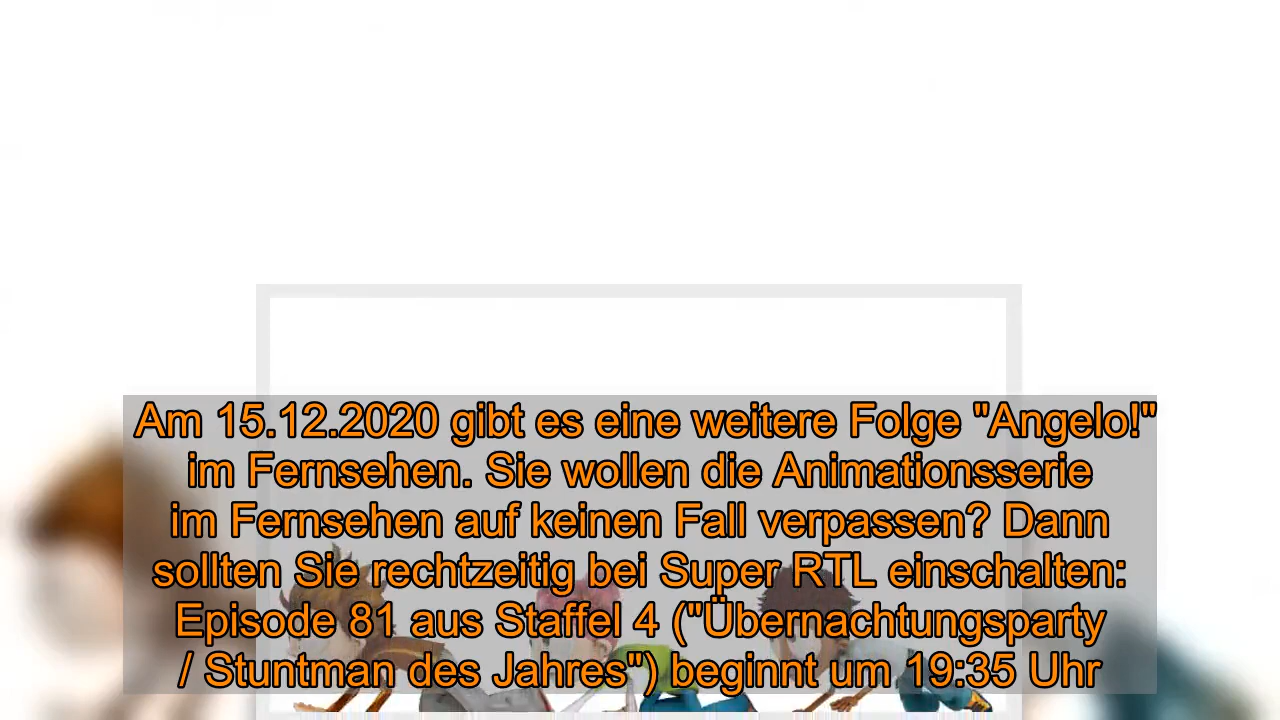 Am 15.12.2020 gibt es eine weitere Folge "Angelo!"
im Fernsehen. Sie wollen die Animationsserie
im Fernsehen auf keinen Fall verpassen? Dann
sollten Sie rechtzeitig bei Super RTL einschalten:
Episode 81 aus Staffel 4 ("Übernachtungsparty
/ Stuntman des Jahres") beginnt um 19:35 Uhr